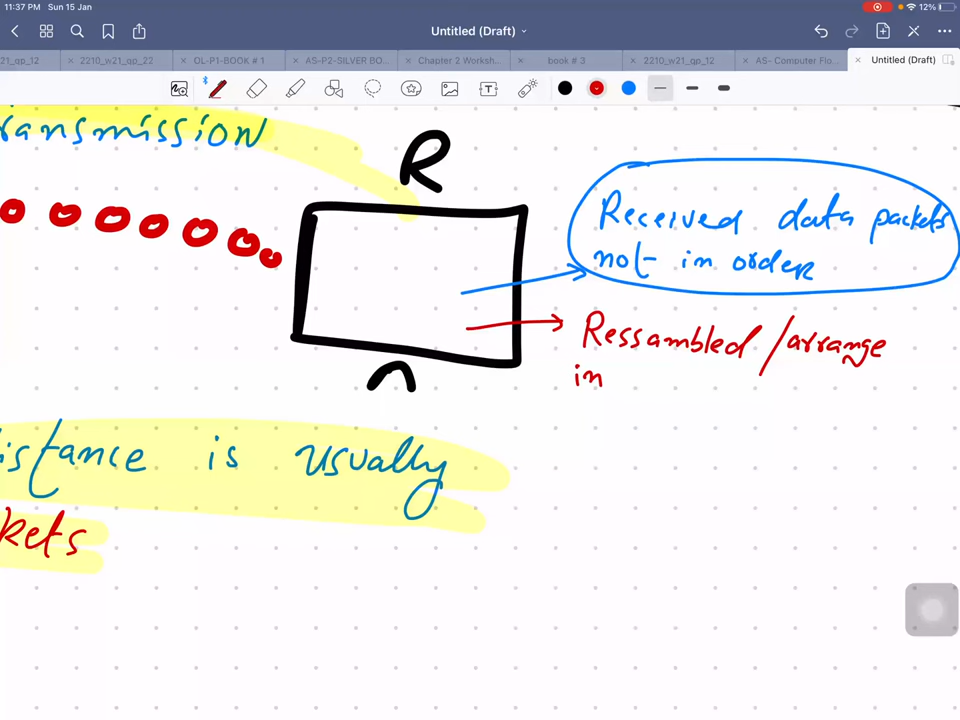 11:37 PM Sun 15 Jan
12%
Untitled (Draft)
21_qp_12
2210_w21_qp_22
OL-P1-BOOK # 1
AS-P2-SILVER BO...
Chapter 2 Worksh...
book # 3
2210_w21_qp_12
AS- Computer Flo...
Untitled (Draft)
ransmission
R
Received data packets
not in order
Ressambled /arrange
in
istance is usually
kets